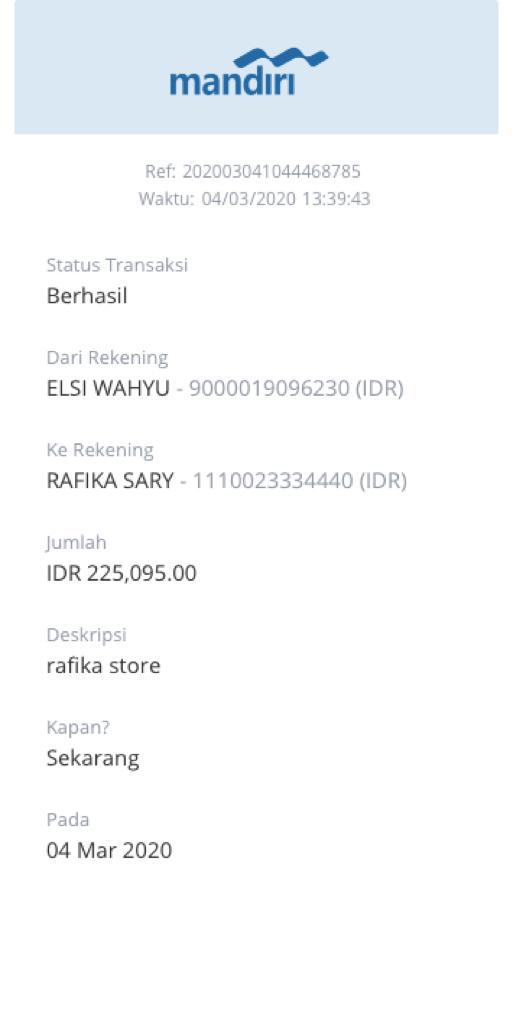 mandiri
Ref: 202003041044468785
Waktu: 04/03/2020 13:39:43
Status Transaksi
Berhasil
Dari Rekening
ELSI WAHYU - 9000019096230 (IDR)
Ke Rekening
RAFIKA SARY - 1110023334440 (IDR)
Jumlah
IDR 225,095.00
Deskripsi
rafika store
Kapan?
Sekarang
Pada
04 Mar 2020